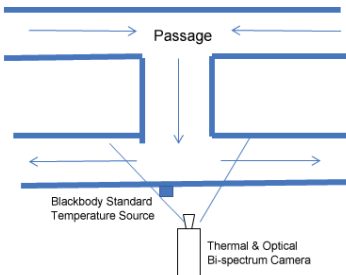 Passage
Blackbody Standard
Temperature Source
Thermal & Optical
Bi-spectrum Camera